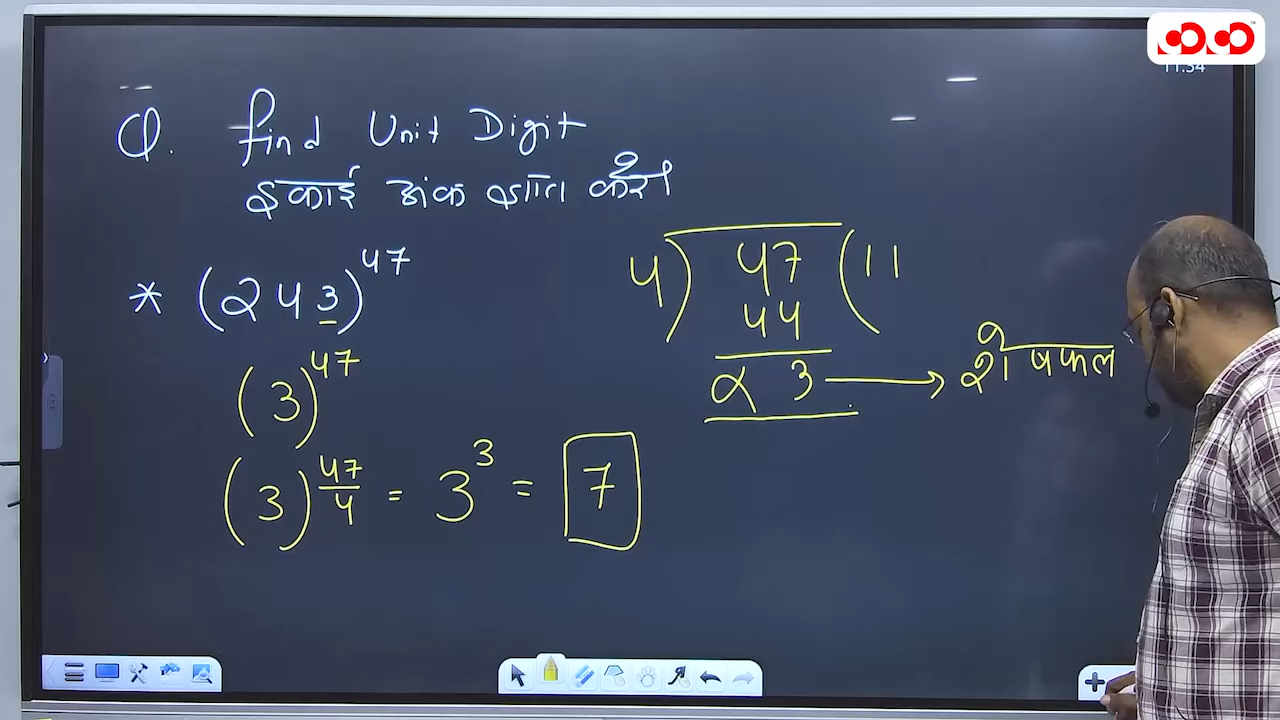 Q. Find Unit Digit
इकाई अंक ज्ञात करो
* (243)^47
(3)^47
(3)^47/4 = 3^3 = 7
4) 47 (11
44
3 → शेषफल